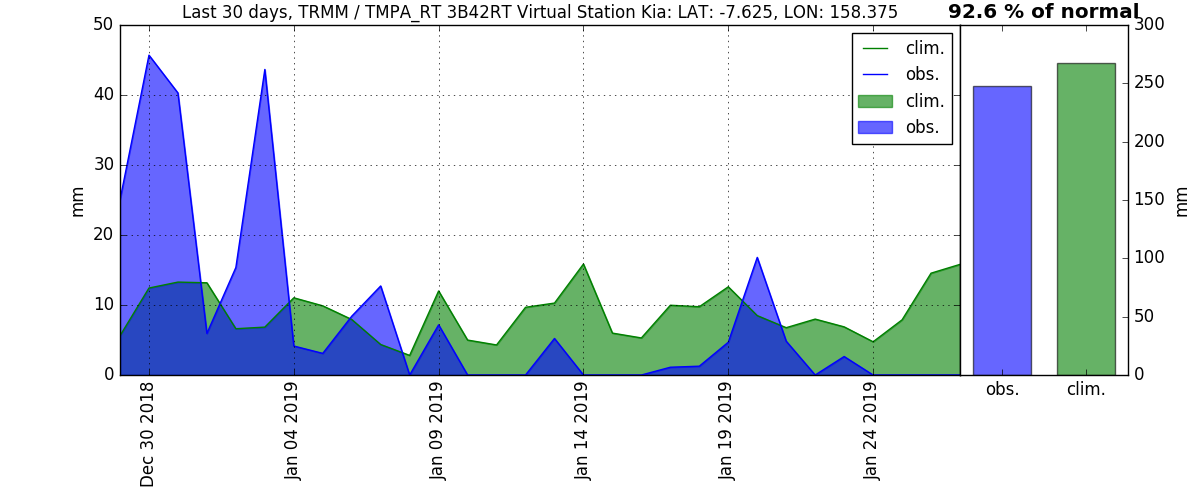 Last 30 days, TRMM / TMPA_RT 3B42RT Virtual Station Kia: LAT: -7.625, LON: 158.375
92.6 % of normal
50
40
30
20
10
0
mm
clim.
obs.
clim.
obs.
Dec 30 2018
Jan 04 2019
Jan 09 2019
Jan 14 2019
Jan 19 2019
Jan 24 2019
300
250
200
150
100
50
0
mm
obs.
clim.